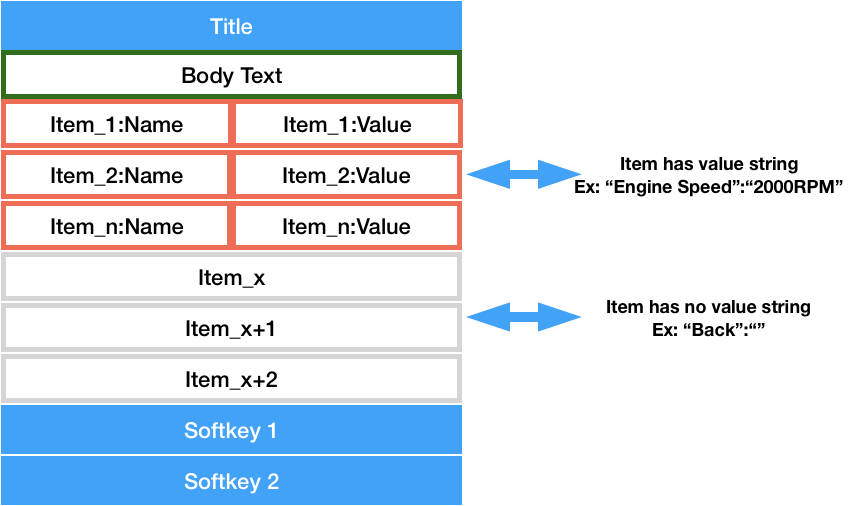 Title
Body Text
Item_1:Name Item_1:Value
Item_2:Name Item_2:Value
Item has value string
Ex: “Engine Speed”:“2000RPM”
Item_n:Name Item_n:Value
Item_x
Item has no value string
Ex: “Back”:“”
Item_x+1
Item_x+2
Softkey 1
Softkey 2